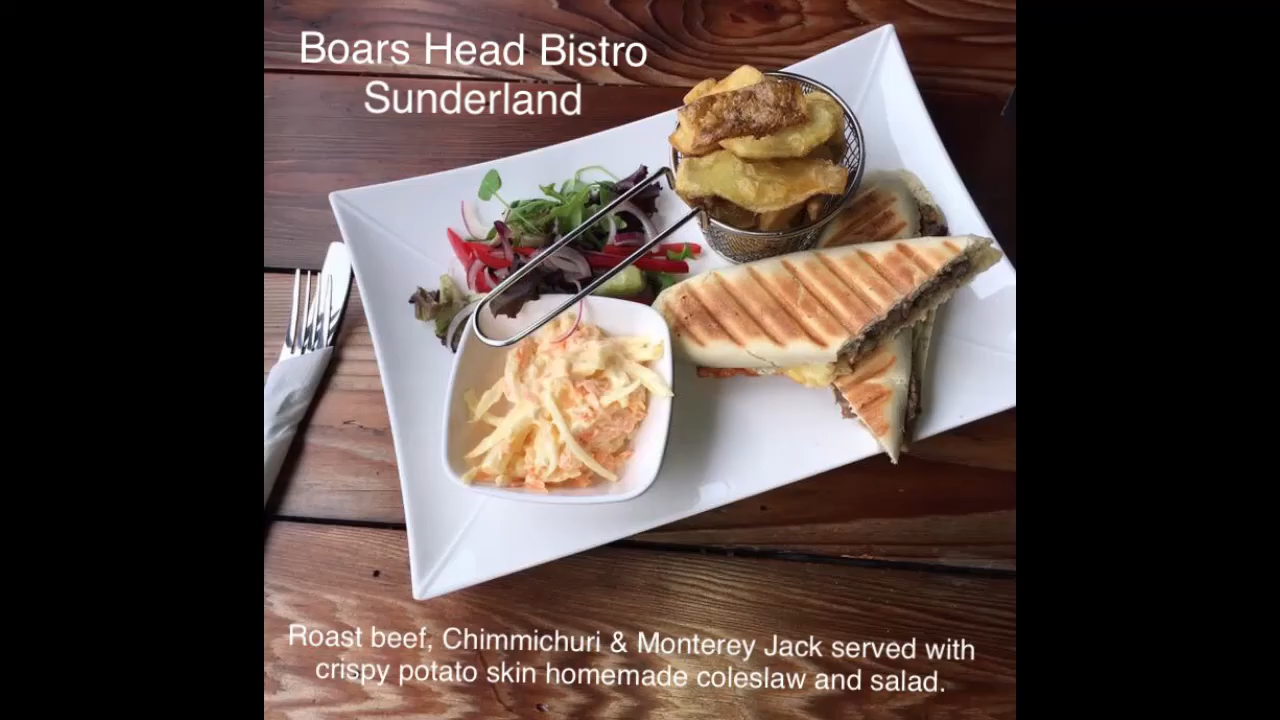 Boars Head Bistro
Sunderland
Roast beef, Chimmichuri & Monterey Jack served with
crispy potato skin homemade coleslaw and salad.